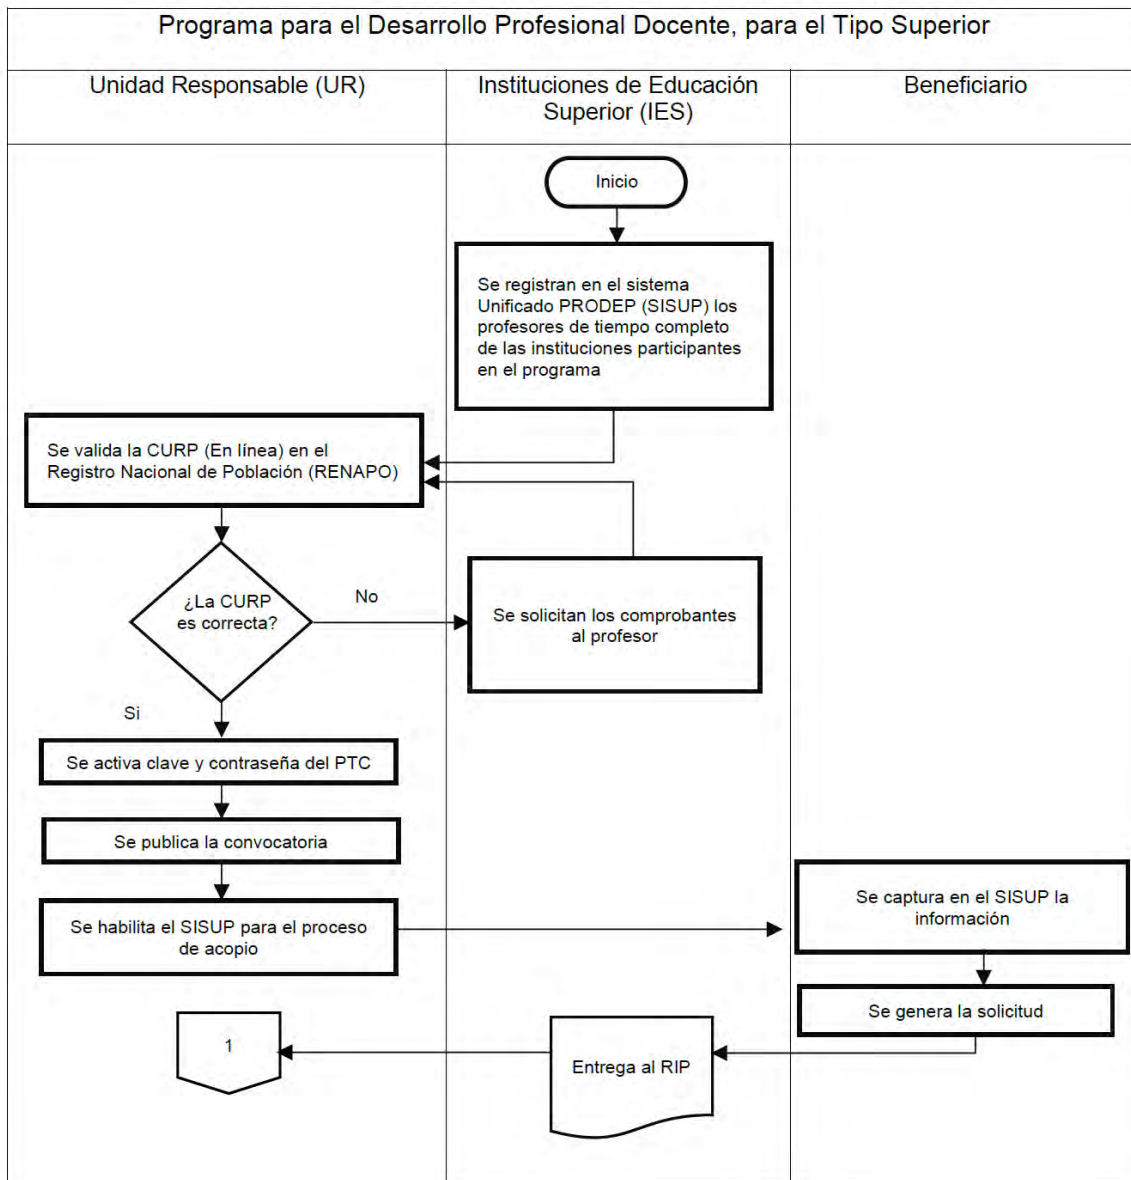 Programa para el Desarrollo Profesional Docente, para el Tipo Superior
Unidad Responsable (UR)
Instituciones de Educación
Superior (IES)
Beneficiario
Inicio
Se registran en el sistema
Unificado PRODEP (SISUP) los
profesores de tiempo completo
de las instituciones participantes
en el programa
Se valida la CURP (En línea) en el
Registro Nacional de Población (RENAPO)
¿La CURP
es correcta?
No
Se solicitan los comprobantes
al profesor
Si
Se activa clave y contraseña del PTC
Se publica la convocatoria
Se habilita el SISUP para el proceso
de acopio
Se captura en el SISUP la
información
Se genera la solicitud
Entrega al RIP
1